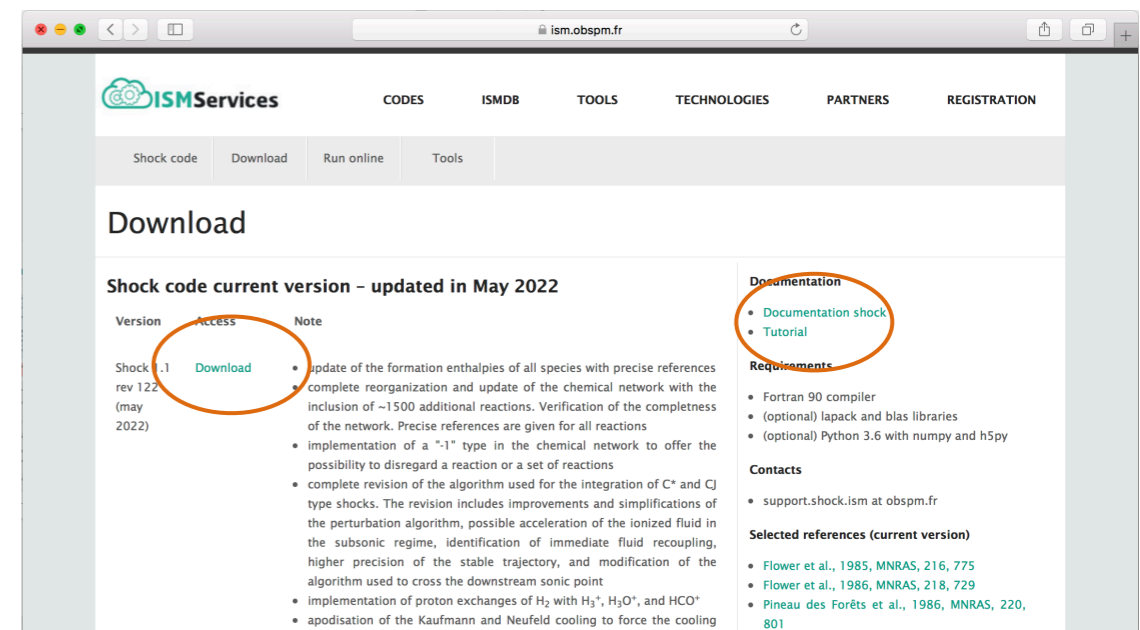 ism.obspm.fr
ISMServices
CODES ISMDB TOOLS TECHNOLOGIES PARTNERS REGISTRATION
Shock code Download Run online Tools
Download
Shock code current version – updated in May 2022
Version Access Note
Shock 1.1
rev 122
(may
2022)
Download
• update of the formation enthalpies of all species with precise references
• complete reorganization and update of the chemical network with the
inclusion of ~1500 additional reactions. Verification of the completness
of the network. Precise references are given for all reactions
• implementation of a "-1" type in the chemical network to offer the
possibility to disregard a reaction or a set of reactions
• complete revision of the algorithm used for the integration of C* and CJ
type shocks. The revision includes improvements and simplifications of
the perturbation algorithm, possible acceleration of the ionized fluid in
the subsonic regime, identification of immediate fluid recoupling,
higher precision of the stable trajectory, and modification of the
algorithm used to cross the downstream sonic point
• implementation of proton exchanges of H₂ with H₃⁺, H₃O⁺, and HCO⁺
• apodisation of the Kaufmann and Neufeld cooling to force the cooling
Documentation
• Documentation shock
• Tutorial
Requirements
• Fortran 90 compiler
• (optional) lapack and blas libraries
• (optional) Python 3.6 with numpy and h5py
Contacts
• support.shock.ism at obspm.fr
Selected references (current version)
• Flower et al., 1985, MNRAS, 216, 775
• Flower et al., 1986, MNRAS, 218, 729
• Pineau des Forêts et al., 1986, MNRAS, 220,
801